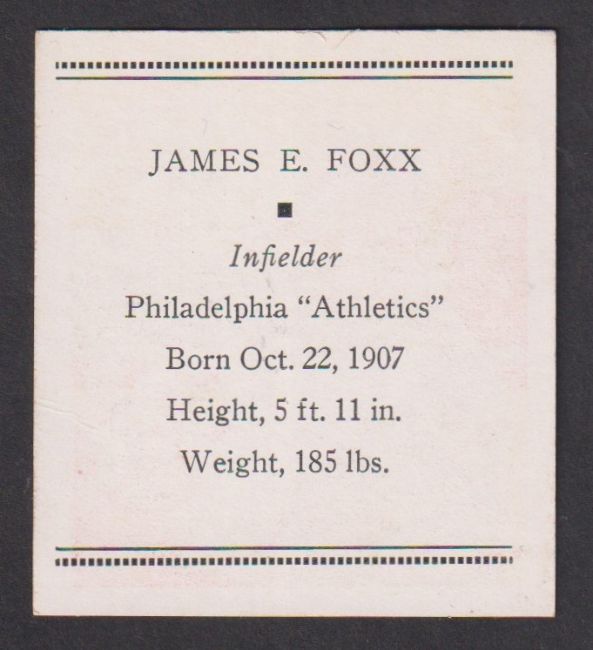 JAMES E. FOXX
Infielder
Philadelphia “Athletics”
Born Oct. 22, 1907
Height, 5 ft. 11 in.
Weight, 185 lbs.